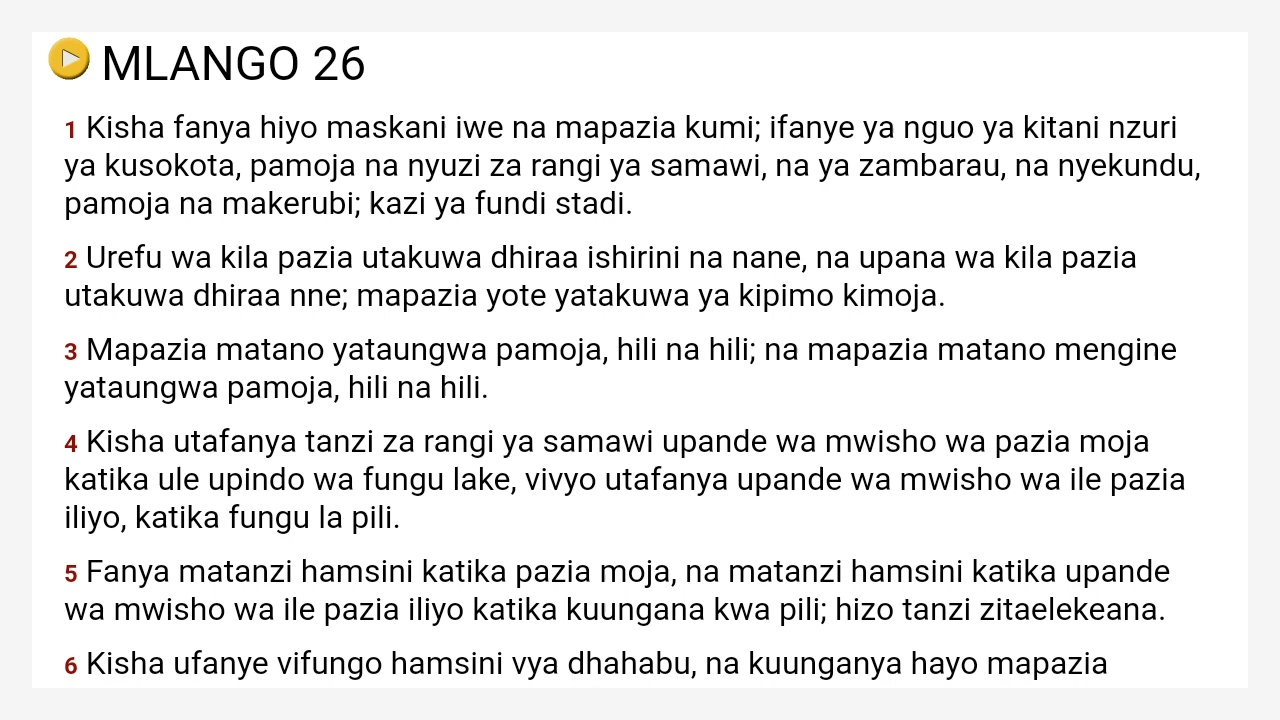 MLANGO 26
1 Kisha fanya hiyo maskani iwe na mapazia kumi; ifanye ya nguo ya kitani nzuri
ya kusokota, pamoja na nyuzi za rangi ya samawi, na ya zambarau, na nyekundu,
pamoja na makerubi; kazi ya fundi stadi.
2 Urefu wa kila pazia utakuwa dhiraa ishirini na nane, na upana wa kila pazia
utakuwa dhiraa nne; mapazia yote yatakuwa ya kipimo kimoja.
3 Mapazia matano yataungwa pamoja, hili na hili; na mapazia matano mengine
yataungwa pamoja, hili na hili.
4 Kisha utafanya tanzi za rangi ya samawi upande wa mwisho wa pazia moja
katika ule upindo wa fungu lake, vivyo utafanya upande wa mwisho wa ile pazia
iliyo, katika fungu la pili.
5 Fanya matanzi hamsini katika pazia moja, na matanzi hamsini katika upande
wa mwisho wa ile pazia iliyo katika kuungana kwa pili; hizo tanzi zitaelekeana.
6 Kisha ufanye vifungo hamsini vya dhahabu, na kuunganya hayo mapazia